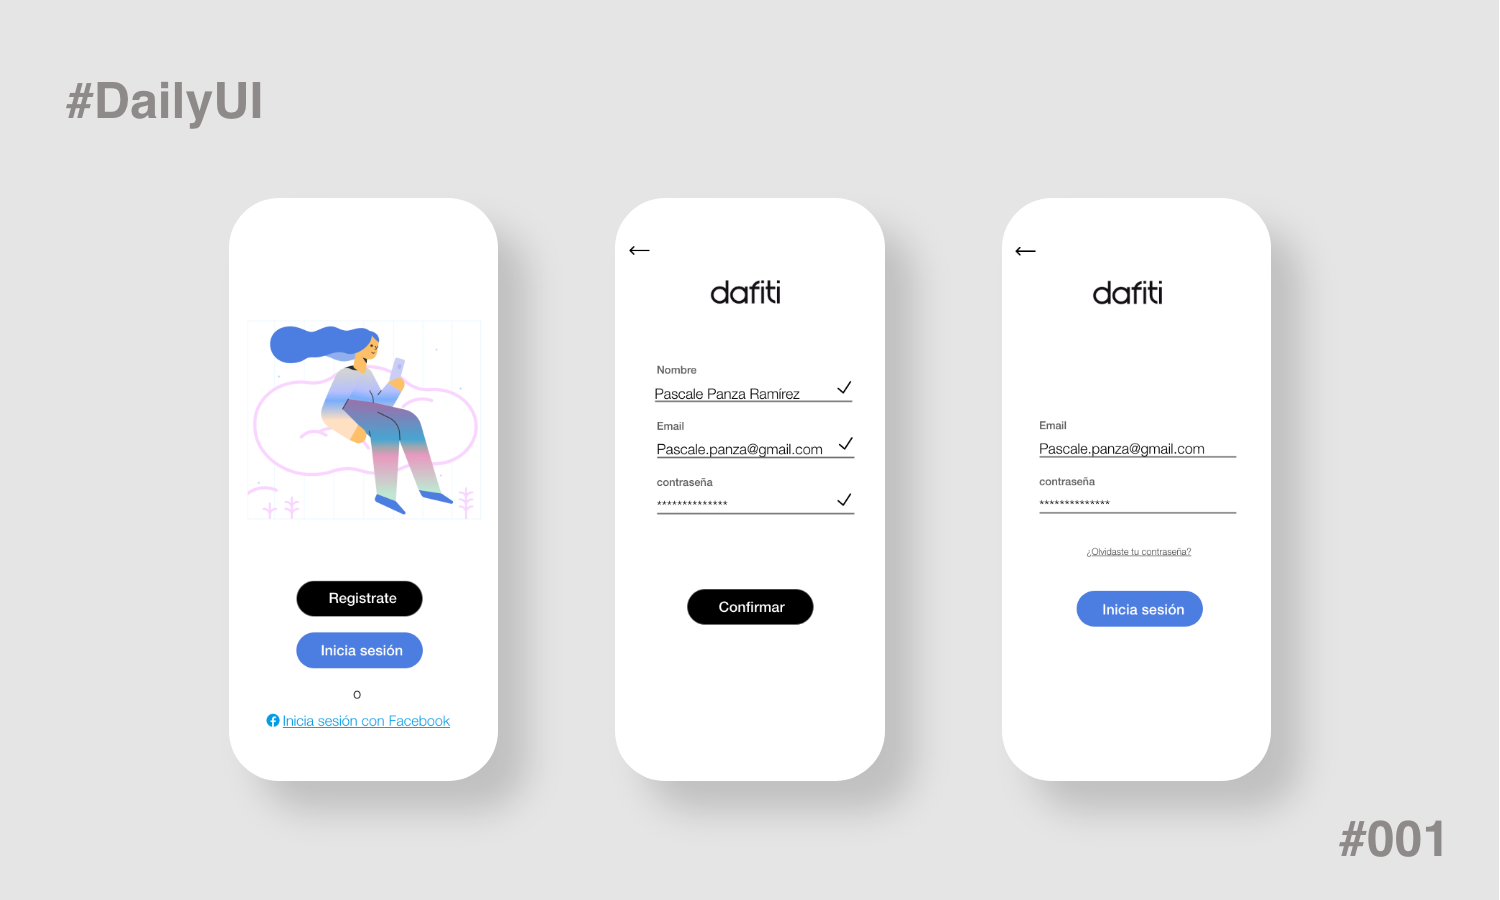 #DailyUI
Registrate
Inicia sesión
o
Inicia sesión con Facebook
dafiti
Nombre
Pascale Panza Ramírez
Email
Pascale.panza@gmail.com
contraseña
**************
Confirmar
dafiti
Email
Pascale.panza@gmail.com
contraseña
**************
¿Olvidaste tu contraseña?
Inicia sesión
#001